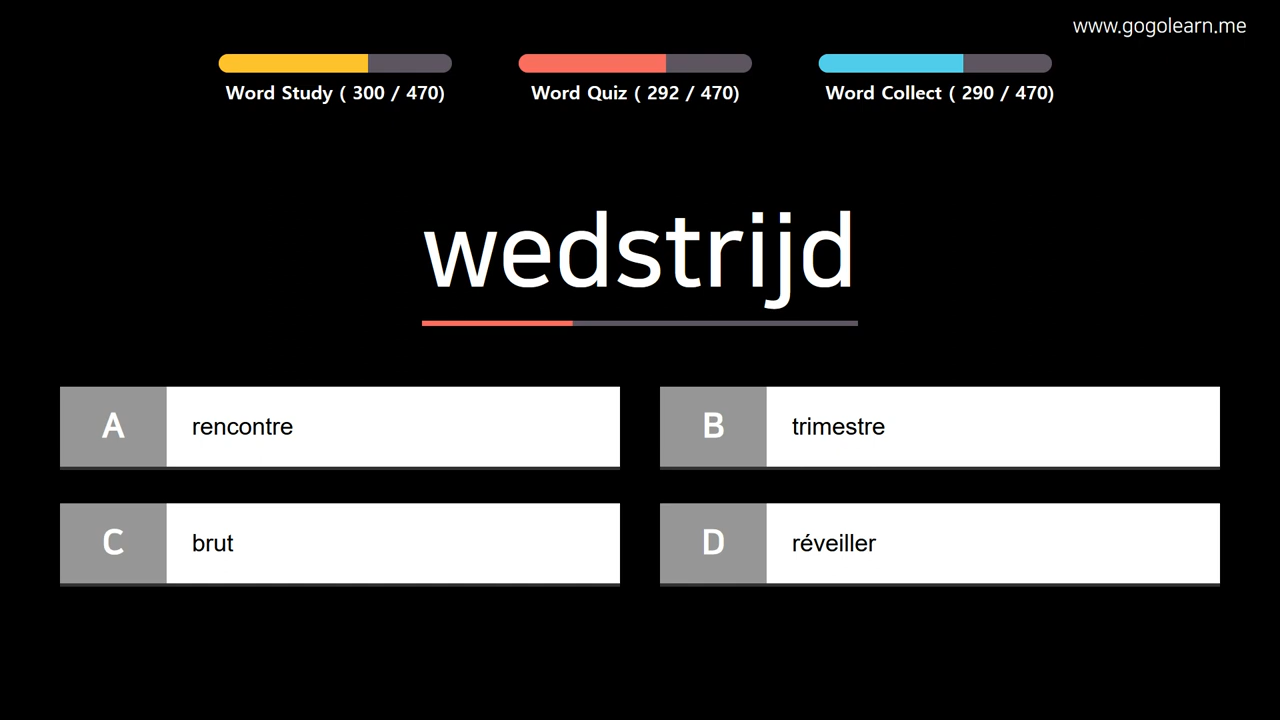 www.gogolearn.me
Word Study ( 300 / 470)
Word Quiz ( 292 / 470)
Word Collect ( 290 / 470)
wedstrijd
A rencontre
B trimestre
C brut
D réveiller